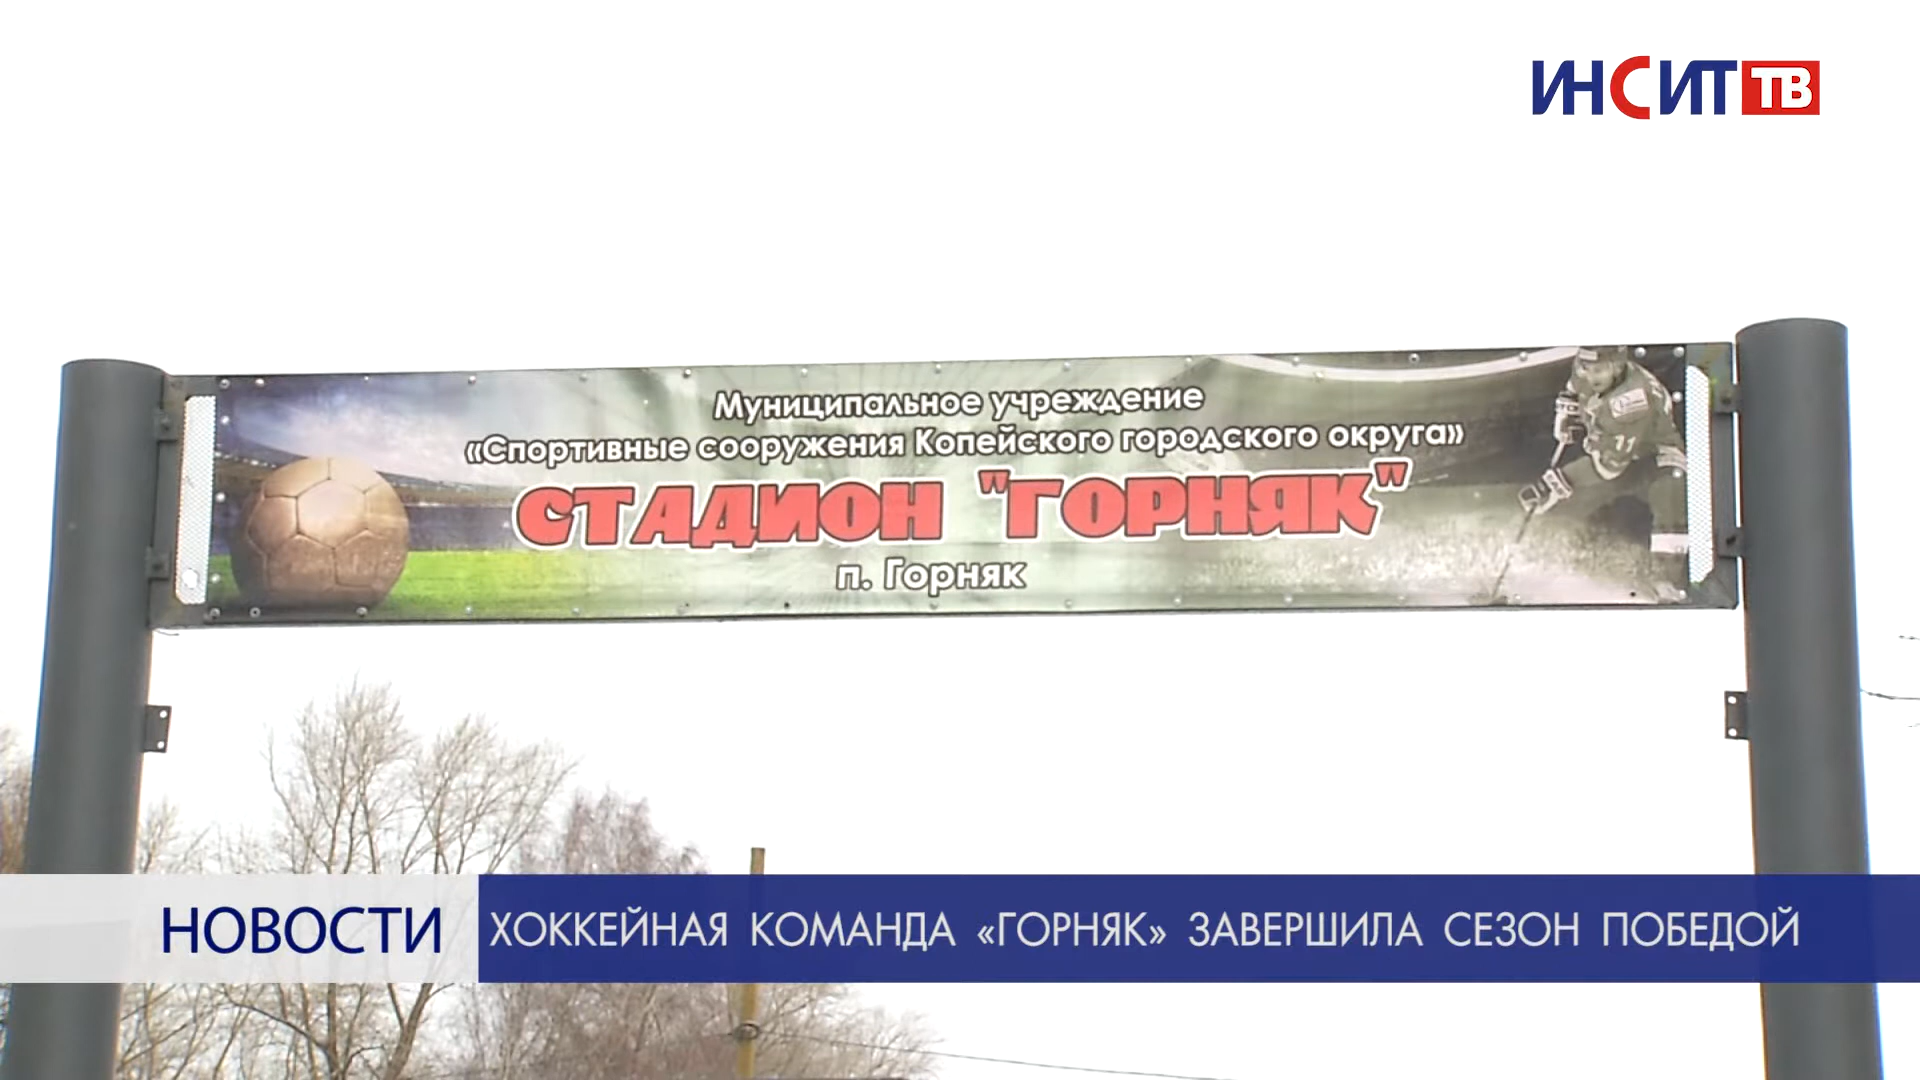 ИНСИТ ТВ
Муниципальное учреждение
«Спортивные сооружения Копейского городского округа»
СТАДИОН "ГОРНЯК"
п. Горняк
11
НОВОСТИ
ХОККЕЙНАЯ КОМАНДА «ГОРНЯК» ЗАВЕРШИЛА СЕЗОН ПОБЕДОЙ